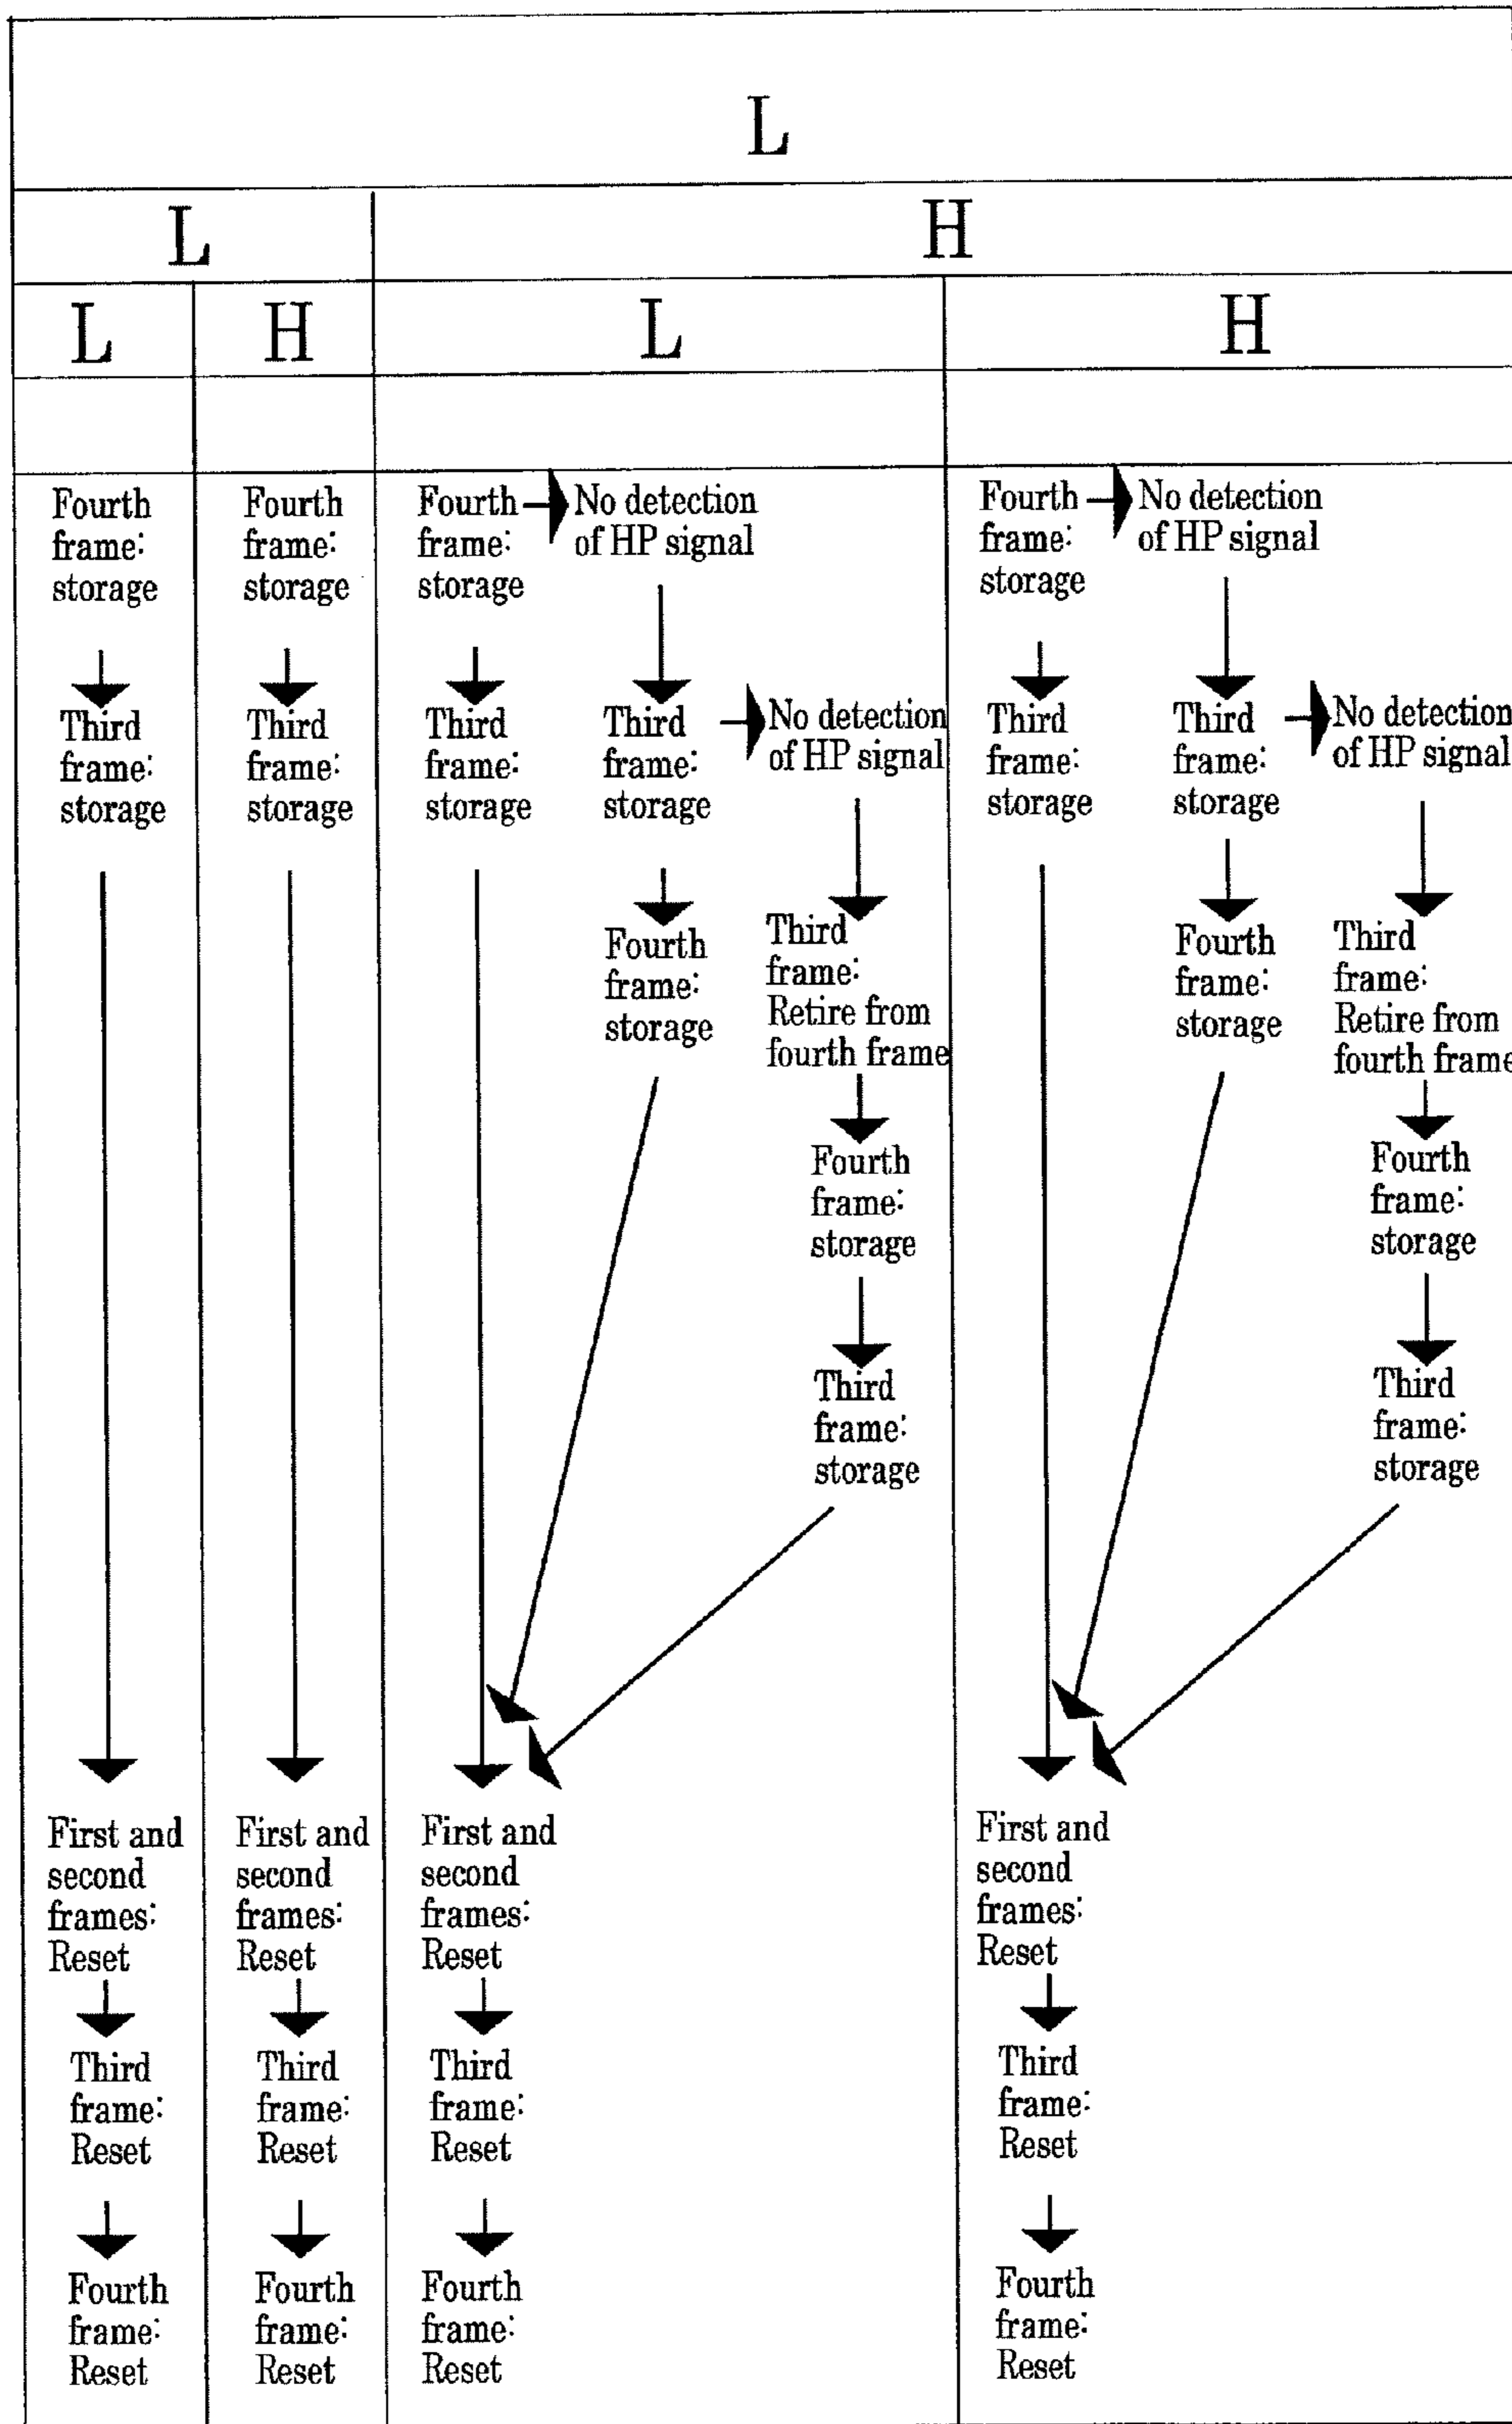 L
L
H
L
H
L
H
Fourth
frame:
storage
Third
frame:
storage
First and
second
frames:
Reset
Third
frame:
Reset
Fourth
frame:
Reset
Fourth
frame:
storage
Third
frame:
storage
First and
second
frames:
Reset
Third
frame:
Reset
Fourth
frame:
Reset
Fourth
frame:
storage
No detection
of HP signal
Third
frame:
storage
Third
frame:
storage
No detection
of HP signal
Fourth
frame:
storage
Third
frame:
Retire from
fourth frame
Fourth
frame:
storage
Third
frame:
storage
First and
second
frames:
Reset
Third
frame:
Reset
Fourth
frame:
Reset
Fourth
frame:
storage
No detection
of HP signal
Third
frame:
storage
Third
frame:
storage
No detection
of HP signal
Fourth
frame:
storage
Third
frame:
Retire from
fourth frame
Fourth
frame:
storage
Third
frame:
storage
First and
second
frames:
Reset
Third
frame:
Reset
Fourth
frame:
Reset